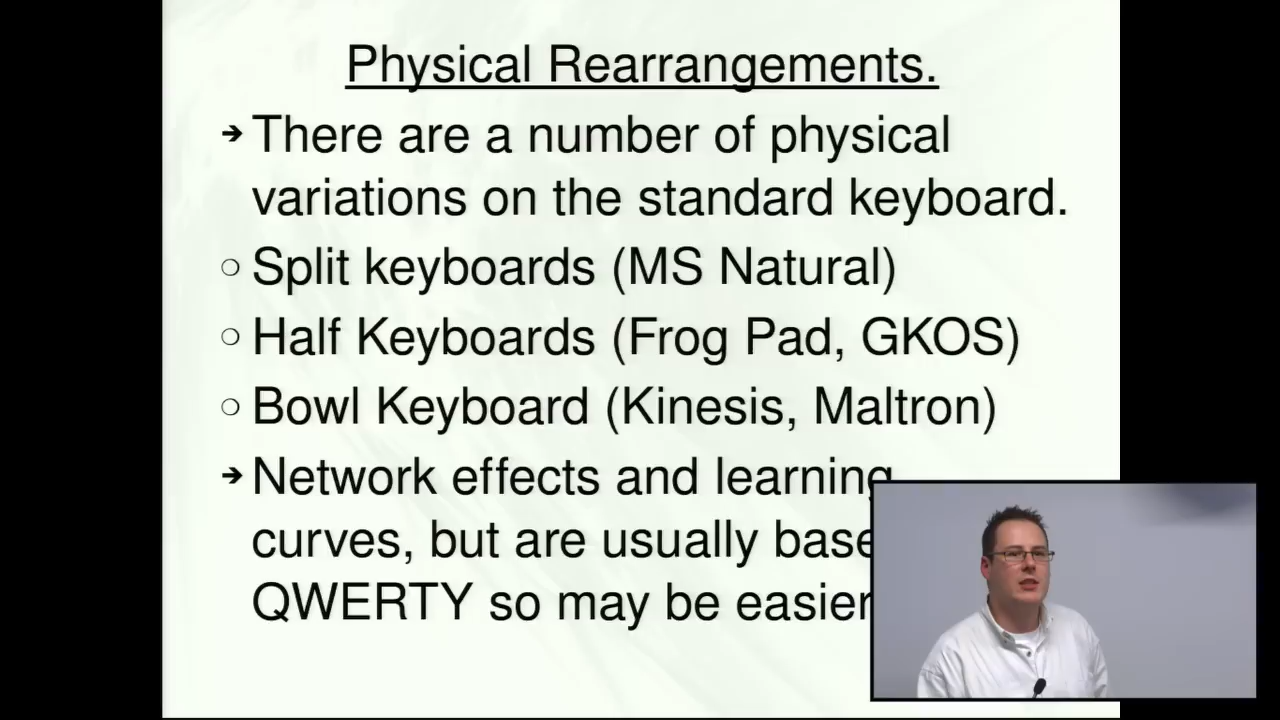 Physical Rearrangements.
➔ There are a number of physical
variations on the standard keyboard.
○ Split keyboards (MS Natural)
○ Half Keyboards (Frog Pad, GKOS)
○ Bowl Keyboard (Kinesis, Maltron)
➔ Network effects and learning
curves, but are usually
QWERTY so may be easier